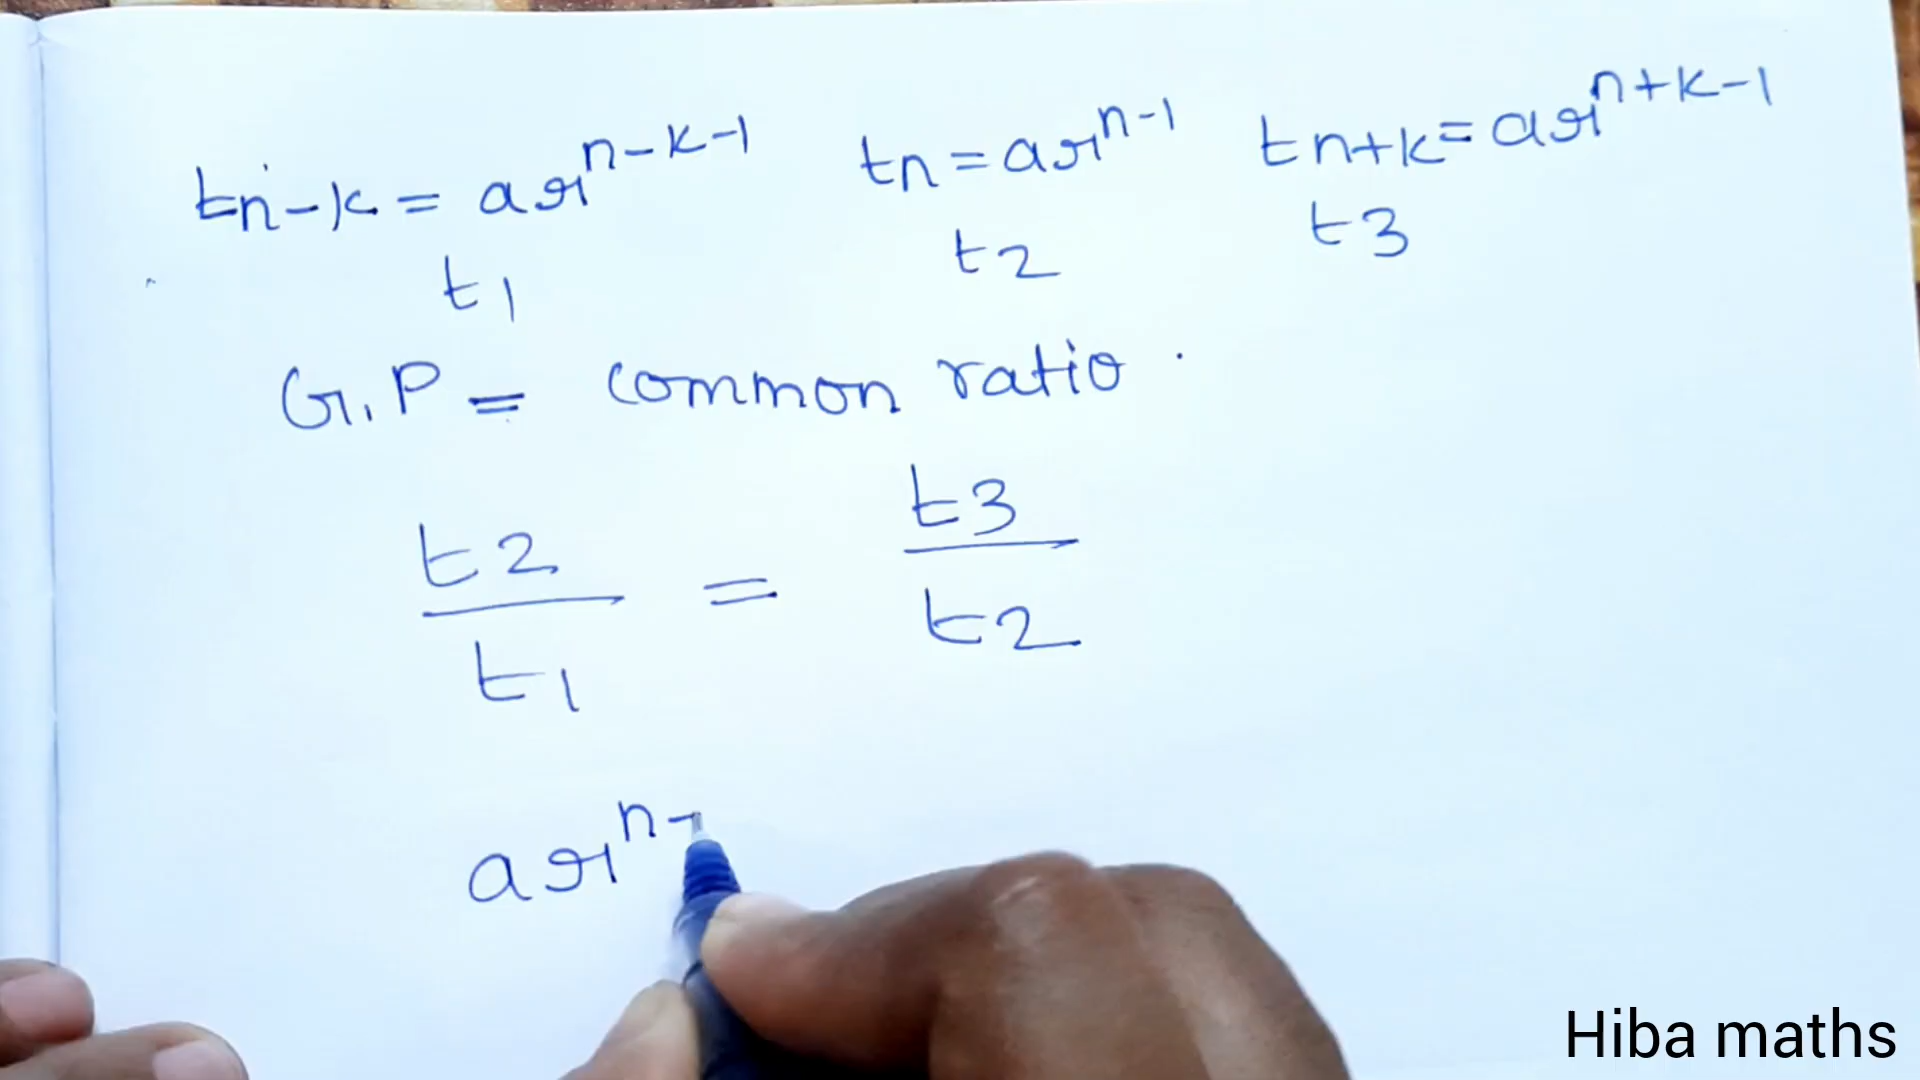 tn-k = ar^n-k-1 tn = ar^n-1 tn+k = ar^n+k-1
t1 t2 t3
G.P = common ratio.
t2/t1 = t3/t2
ar^n-
Hiba maths